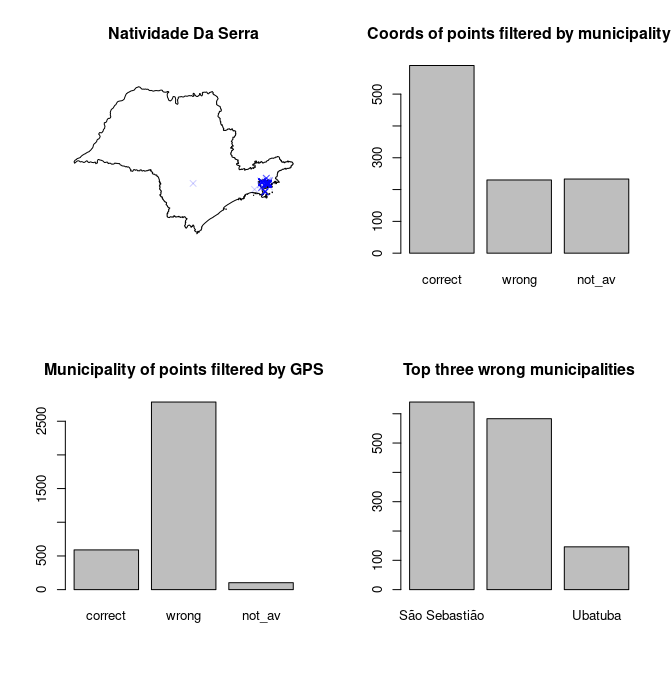 Natividade Da Serra
Coords of points filtered by municipality
0
100
300
500
correct wrong not_av
Municipality of points filtered by GPS
0
500
1500
2500
correct wrong not_av
Top three wrong municipalities
0
100
300
500
São Sebastião Ubatuba